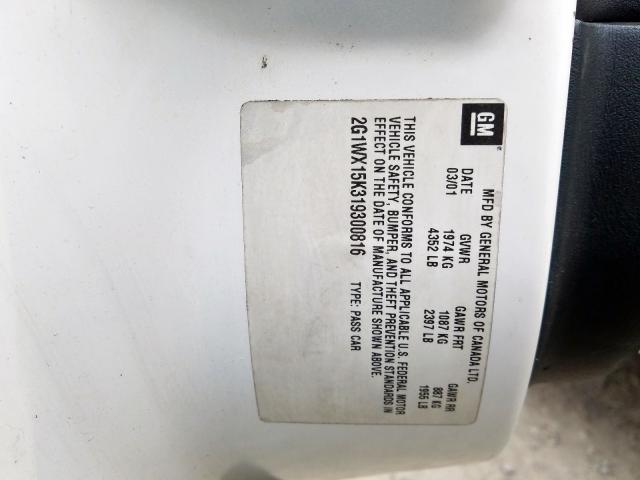 GM
MFD BY GENERAL MOTORS OF CANADA LTD.
DATE GVWR GAWR FRT GAWR RR
03/01 1974 KG 1087 KG 887 KG
4352 LB 2397 LB 1955 LB
THIS VEHICLE CONFORMS TO ALL APPLICABLE U.S. FEDERAL MOTOR
VEHICLE SAFETY, BUMPER, AND THEFT PREVENTION STANDARDS IN
EFFECT ON THE DATE OF MANUFACTURE SHOWN ABOVE.
2G1WX15K319300816 TYPE: PASS CAR